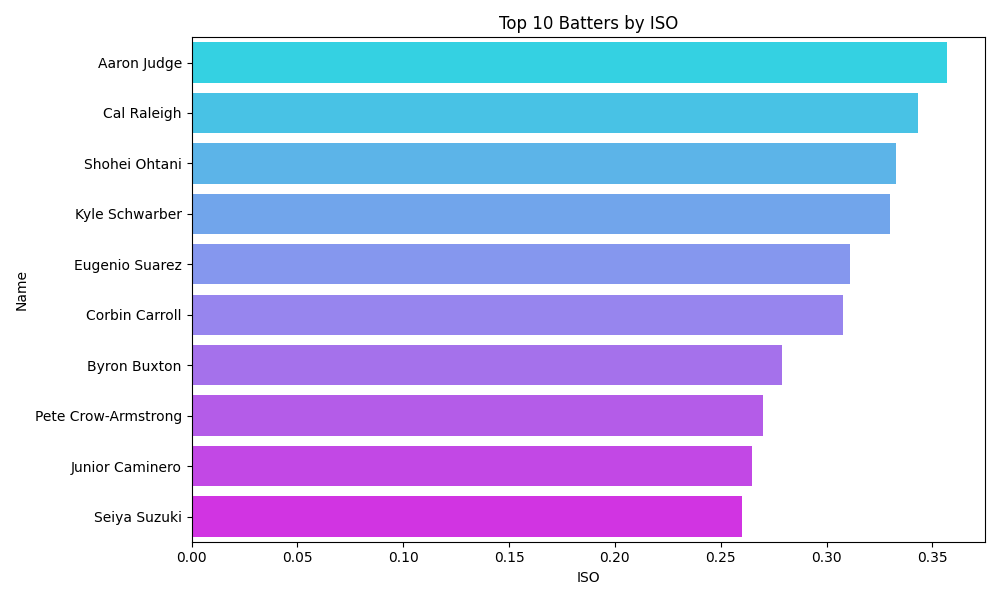 Top 10 Batters by ISO
Name
Aaron Judge
Cal Raleigh
Shohei Ohtani
Kyle Schwarber
Eugenio Suarez
Corbin Carroll
Byron Buxton
Pete Crow-Armstrong
Junior Caminero
Seiya Suzuki
0.00 0.05 0.10 0.15 0.20 0.25 0.30 0.35
ISO